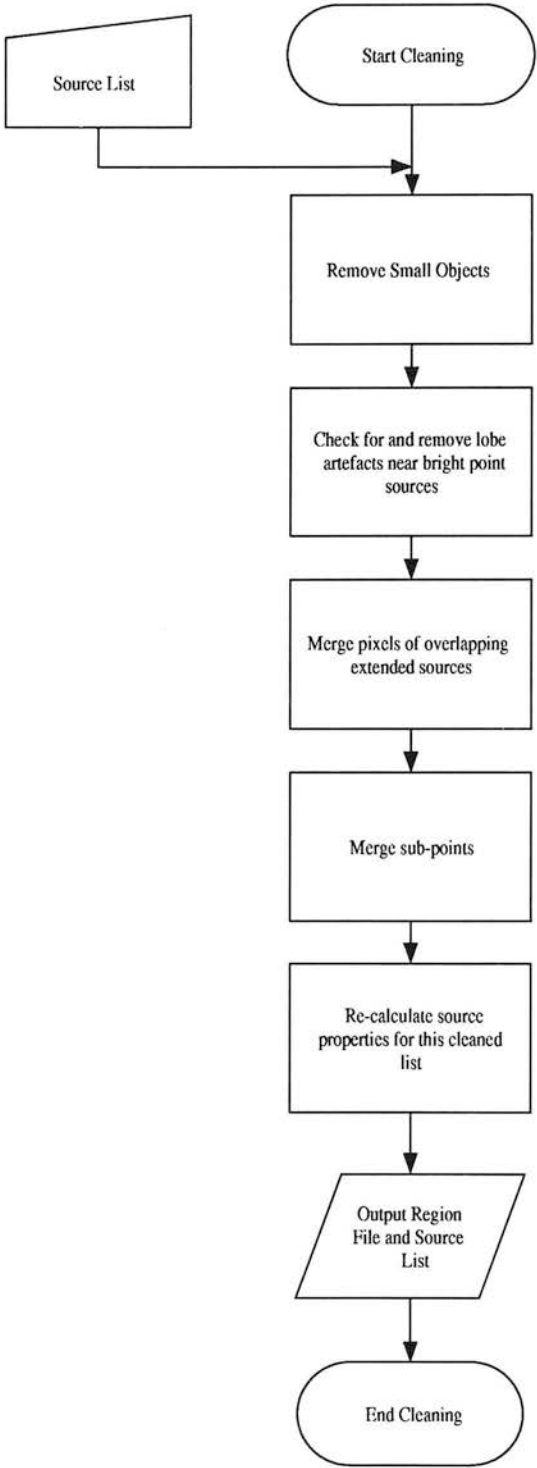 Source List
Start Cleaning
Remove Small Objects
Check for and remove lobe
artefacts near bright point
sources
Merge pixels of overlapping
extended sources
Merge sub-points
Re-calculate source
properties for this cleaned
list
Output Region
File and Source
List
End Cleaning